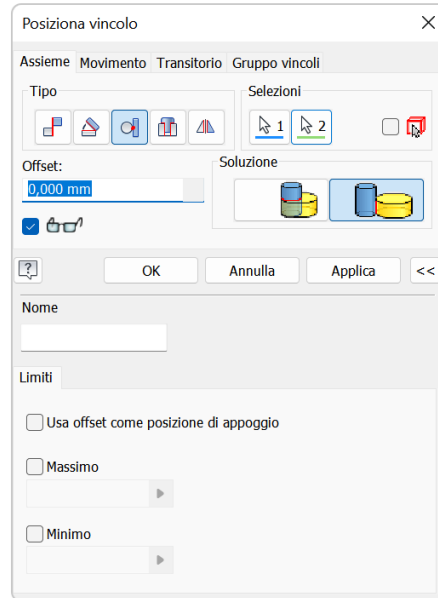 Posiziona vincolo
Assieme Movimento Transitorio Gruppo vincoli
Tipo
Selezioni
1 2
Offset:
Soluzione
0,000 mm
? OK Annulla Applica <<
Nome
Limiti
Usa offset come posizione di appoggio
Massimo
Minimo